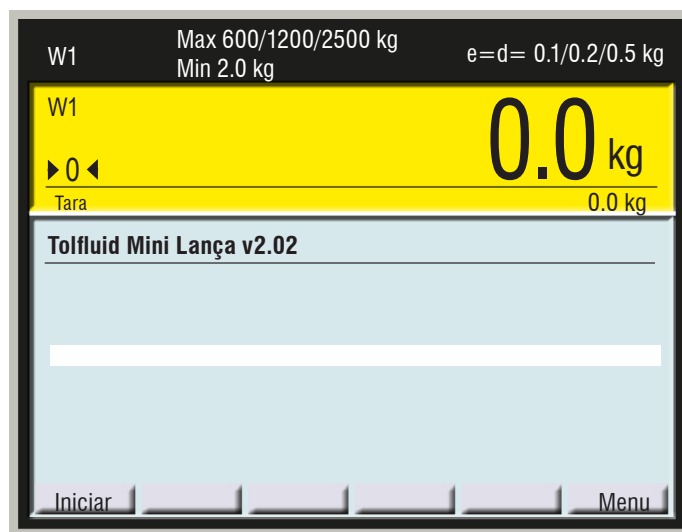 W1 Max 600/1200/2500 kg e=d= 0.1/0.2/0.5 kg
Min 2.0 kg
W1
0.0 kg
▶0◀
Tara 0.0 kg
Tolfluid Mini Lança v2.02
Iniciar Menu